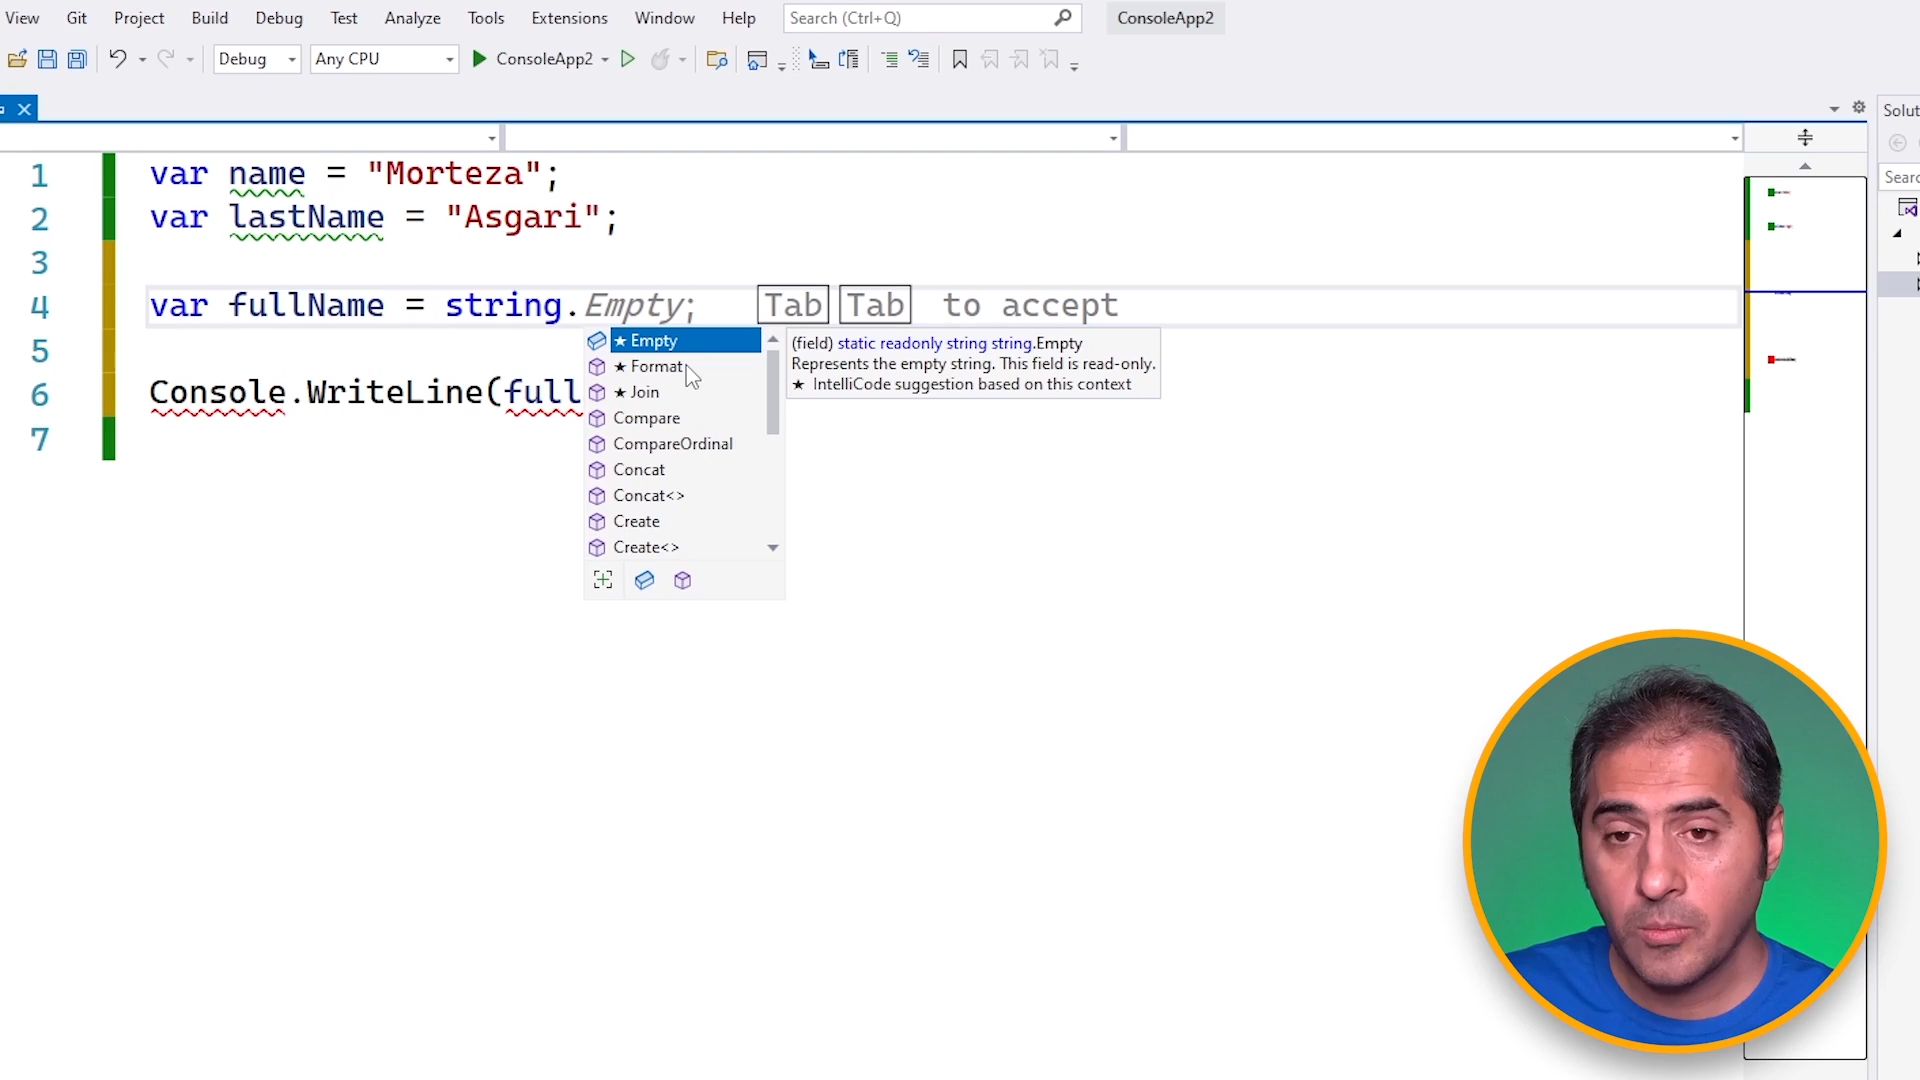 View Git Project Build Debug Test Analyze Tools Extensions Window Help Search (Ctrl+Q) ConsoleApp2
Debug Any CPU ConsoleApp2
Solut
1 var name = "Morteza";
Searc
2 var lastName = "Asgari";
3
4 var fullName = string.Empty; Tab Tab to accept
5
6 Console.WriteLine(full
7
★ Empty
★ Format
★ Join
Compare
CompareOrdinal
Concat
Concat<>
Create
Create<>
(field) static readonly string string.Empty
Represents the empty string. This field is read-only.
★ IntelliCode suggestion based on this context